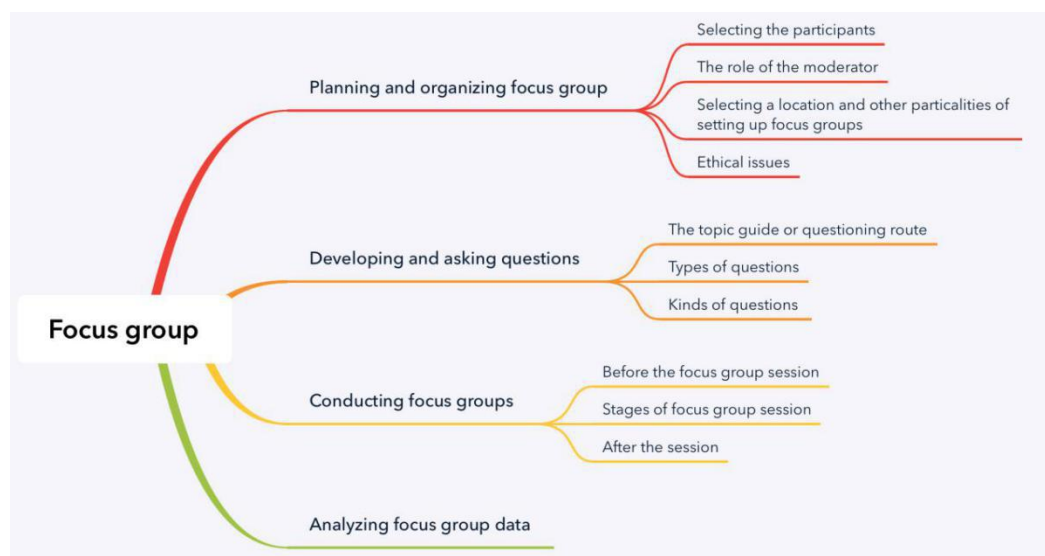 Focus group
Planning and organizing focus group
Selecting the participants
The role of the moderator
Selecting a location and other particalities of
setting up focus groups
Ethical issues
Developing and asking questions
The topic guide or questioning route
Types of questions
Kinds of questions
Conducting focus groups
Before the focus group session
Stages of focus group session
After the session
Analyzing focus group data